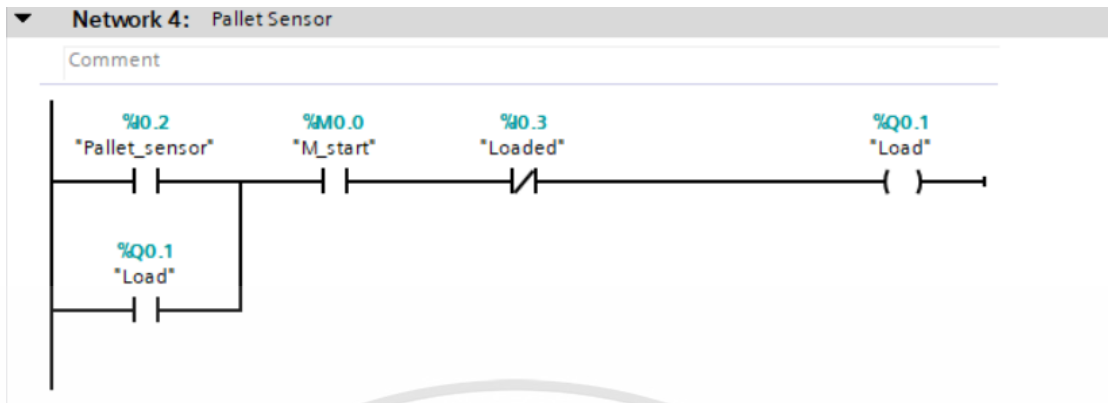 Network 4: Pallet Sensor
Comment
%I0.2 %M0.0 %I0.3 %Q0.1
"Pallet_sensor" "M_start" "Loaded" "Load"
%Q0.1
"Load"